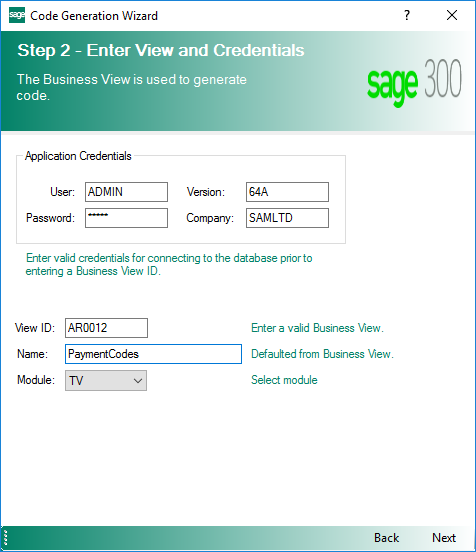 sage Code Generation Wizard ? ×
Step 2 - Enter View and Credentials
The Business View is used to generate
code.
sage 300
Application Credentials
User: ADMIN Version: 64A
Password: ***** Company: SAMLTD
Enter valid credentials for connecting to the database prior to
entering a Business View ID.
View ID: AR0012 Enter a valid Business View.
Name: PaymentCodes Defaulted from Business View.
Module: TV Select module
Back Next